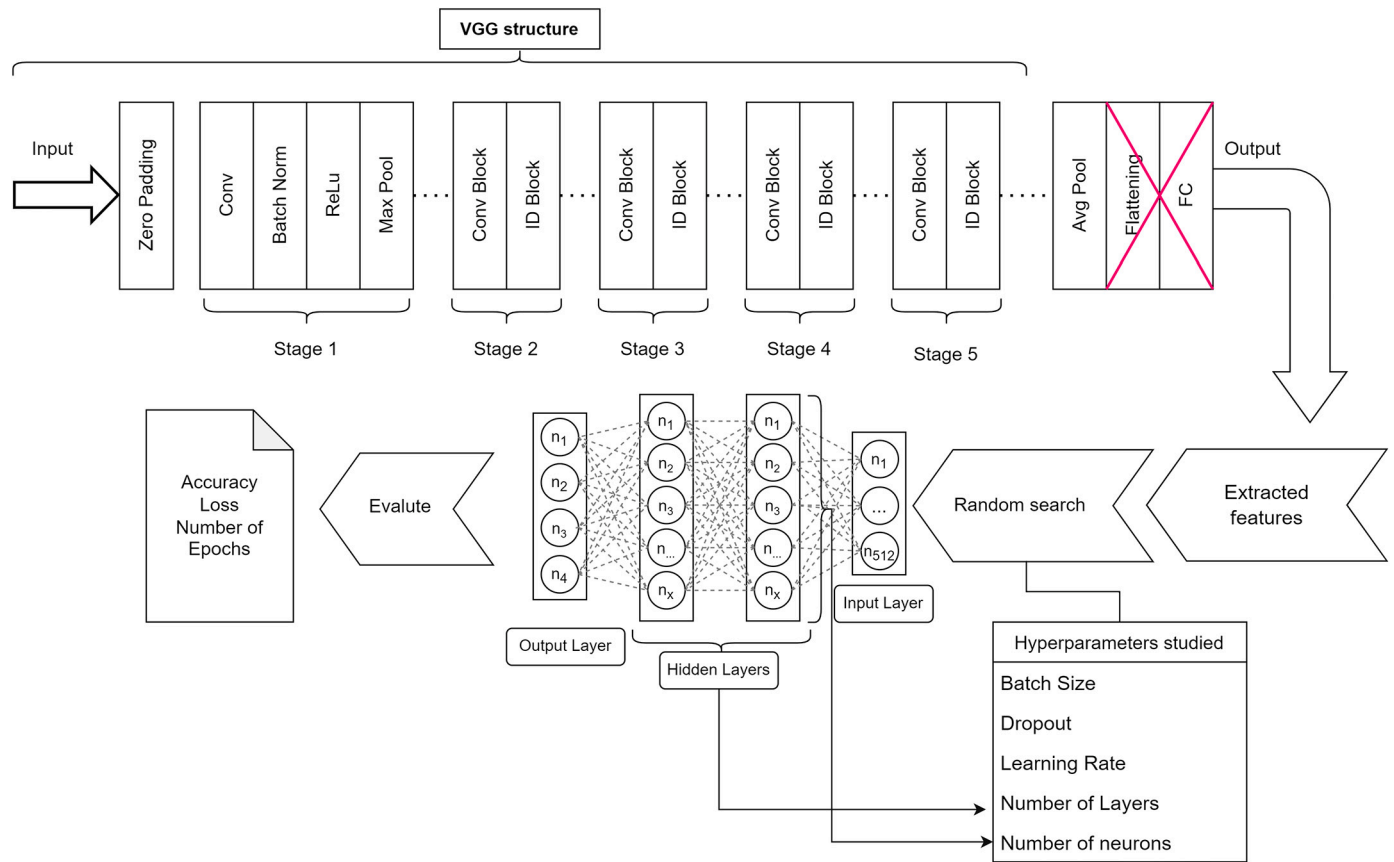 VGG structure
Input
Zero Padding
Conv
Batch Norm
ReLu
Max Pool
Conv Block
ID Block
Conv Block
ID Block
Conv Block
ID Block
Conv Block
ID Block
Avg Pool
Flattening
FC
Output
Stage 1
Stage 2
Stage 3
Stage 4
Stage 5
Accuracy
Loss
Number of
Epochs
Evalute
n1
n2
n3
n4
n1
n2
n3
n...
nx
n1
n2
n3
n...
nx
n1
...
n512
Random search
Extracted
features
Output Layer
Hidden Layers
Input Layer
Hyperparameters studied
Batch Size
Dropout
Learning Rate
Number of Layers
Number of neurons